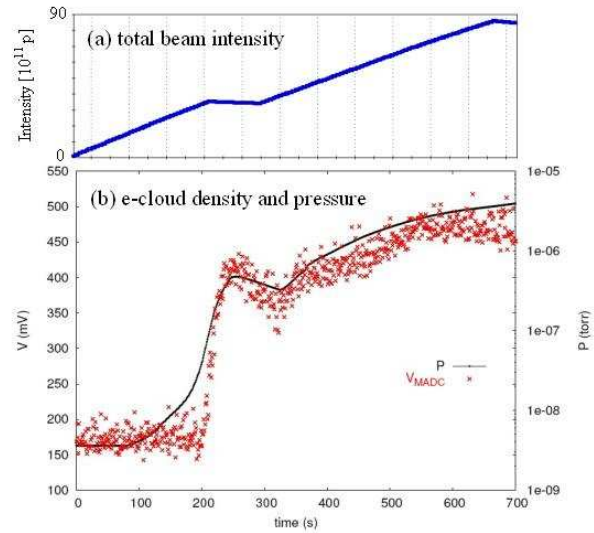 90
(a) total beam intensity
Intensity [10¹¹ p]
0
550
500
450
400
350
300
250
200
150
100
V (mV)
(b) e-cloud density and pressure
1e-05
1e-06
1e-07
1e-08
1e-09
P (torr)
P
V_MADC
0 100 200 300 400 500 600 700
time (s)